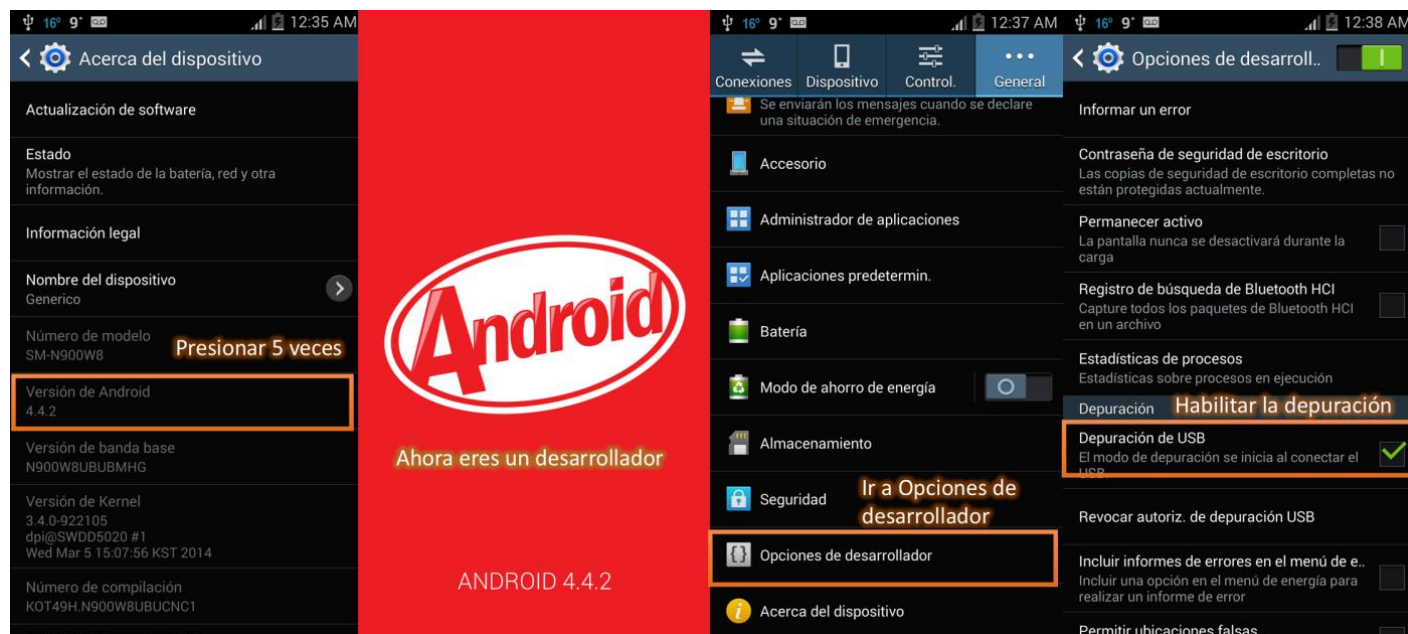 16° 9° 12:35 AM
Acerca del dispositivo
Actualización de software
Estado
Mostrar el estado de la batería, red y otra
información.
Información legal
Nombre del dispositivo
Generico
Número de modelo
SM-N900W8
Presionar 5 veces
Versión de Android
4.4.2
Versión de banda base
N900W8UBUBMHG
Versión de Kernel
3.4.0-922105
dpi@SWDD5020 #1
Wed Mar 5 15:07:56 KST 2014
Número de compilación
KOT49H.N900W8UBUCNC1
Android
Ahora eres un desarrollador
ANDROID 4.4.2
16° 9° 12:37 AM
Conexiones Dispositivo Control. General
Se enviarán los mensajes cuando se declare
una situación de emergencia.
Accesorio
Administrador de aplicaciones
Aplicaciones predetermin.
Batería
Modo de ahorro de energía
Almacenamiento
Seguridad
Ir a Opciones de
desarrollador
Opciones de desarrollador
Acerca del dispositivo
16° 9° 12:38 AM
Opciones de desarroll..
Informar un error
Contraseña de seguridad de escritorio
Las copias de seguridad de escritorio completas no
están protegidas actualmente.
Permanecer activo
La pantalla nunca se desactivará durante la
carga
Registro de búsqueda de Bluetooth HCI
Capture todos los paquetes de Bluetooth HCI
en un archivo
Estadísticas de procesos
Estadísticas sobre procesos en ejecución
Depuración
Habilitar la depuración
Depuración de USB
El modo de depuración se inicia al conectar el
USB.
Revocar autoriz. de depuración USB
Incluir informes de errores en el menú de e..
Incluir una opción en el menú de energía para
realizar un informe de error
Permitir ubicaciones falsas